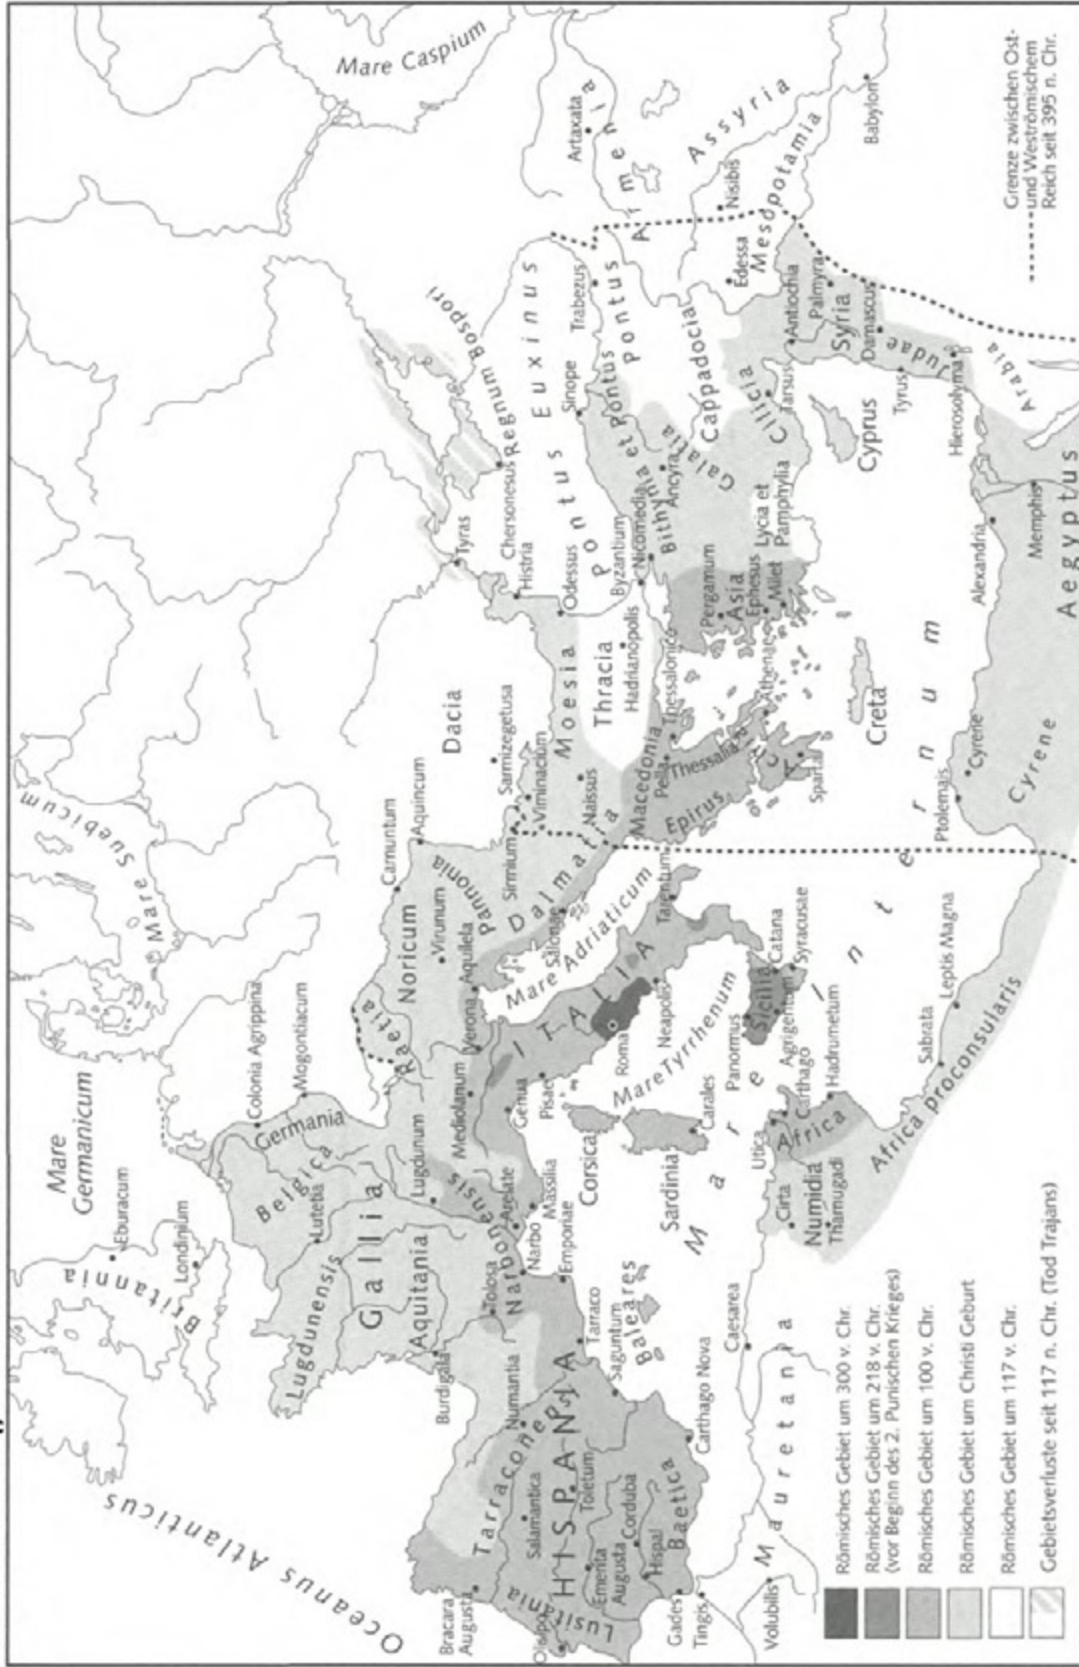 Oceanus Atlanticus
Mare
Germanicum
Mare Suebicum
Mare Caspium
Britannia
Eburacum
Londinium
Colonia Agrippina
Mogontiacum
Germania
Belgica
Lutetia
Lugdunensis
Gallia
Aquitania
Lugdunum
Burdigala
Tolosa
Narbonensis
Arelate
Narbo
Massilia
Emporiae
Raetia
Noricum
Virunum
Carnuntum
Aquincum
Pannonia
Sirmium
Dalmatia
Salonae
Verona
Aquileia
Mediolanum
Genua
Pisae
ITALIA
Roma
Neapolis
Tarentum
Mare Adriaticum
Mare Tyrrhenum
Corsica
Sardinia
Carales
Panormus
Sicilia
Agrigentum
Catana
Syracusae
Dacia
Sarmizegetusa
Viminacium
Naissus
Moesia
Thracia
Hadrianopolis
Macedonia
Pella
Thessalonica
Thessalia
Epirus
Athenae
Sparta
Creta
Tyras
Chersonesus
Regnum Bospori
Histria
Odessus
Pontus Euxinus
Byzantium
Nicomedia
Bithynia et Pontus
Sinope
Trabezus
Pontus
Ancyra
Galatia
Cappadocia
Pergamum
Asia
Ephesus
Milet
Lycia et
Pamphylia
Cilicia
Tarsus
Cyprus
Artaxata
Armenia
Assyria
Nisibis
Edessa
Mesopotamia
Babylon
Antiochia
Palmyra
Syria
Damascus
Tyrus
Judae
Hierosolyma
Arabia
Alexandria
Memphis
Aegyptus
Cyrene
Cyrene
Ptolemais
Mare Internum
Leptis Magna
Sabrata
Africa proconsularis
Hadrumetum
Carthago
Utica
Africa
Cirta
Numidia
Thamugadi
Caesarea
Mauretania
Volubilis
Tingis
Gades
Baetica
Carthago Nova
Hispal
Corduba
Ementa
Augusta
Lusitania
Olisipo
Bracara
Augusta
Salamantica
Toletum
HISPANIA
Tarraconensis
Numantia
Saguntum
Tarraco
Baleares
Römisches Gebiet um 300 v. Chr.
Römisches Gebiet um 218 v. Chr.
(vor Beginn des 2. Punischen Krieges)
Römisches Gebiet um 100 v. Chr.
Römisches Gebiet um Christi Geburt
Römisches Gebiet um 117 v. Chr.
Gebietsverluste seit 117 n. Chr. (Tod Trajans)
Grenze zwischen Ost-
und Weströmischem
Reich seit 395 n. Chr.